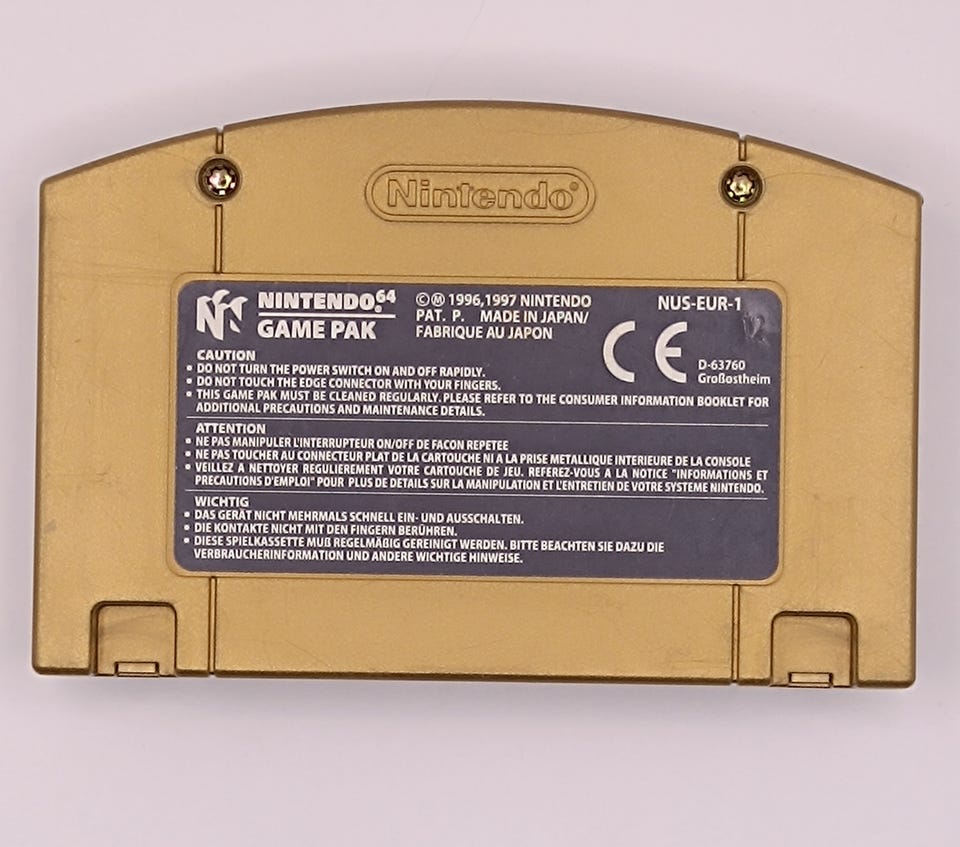 Nintendo®
NINTENDO64
GAME PAK
©Ⓜ 1996,1997 NINTENDO
PAT. P. MADE IN JAPAN/
FABRIQUE AU JAPON
NUS-EUR-1
CE
D-63760
Großostheim
CAUTION
▪ DO NOT TURN THE POWER SWITCH ON AND OFF RAPIDLY.
▪ DO NOT TOUCH THE EDGE CONNECTOR WITH YOUR FINGERS.
▪ THIS GAME PAK MUST BE CLEANED REGULARLY. PLEASE REFER TO THE CONSUMER INFORMATION BOOKLET FOR
ADDITIONAL PRECAUTIONS AND MAINTENANCE DETAILS.
ATTENTION
▪ NE PAS MANIPULER L'INTERRUPTEUR ON/OFF DE FACON REPETEE
▪ NE PAS TOUCHER AU CONNECTEUR PLAT DE LA CARTOUCHE NI A LA PRISE METALLIQUE INTERIEURE DE LA CONSOLE
▪ VEILLEZ A NETTOYER REGULIEREMENT VOTRE CARTOUCHE DE JEU. REFEREZ-VOUS A LA NOTICE "INFORMATIONS ET
PRECAUTIONS D'EMPLOI" POUR PLUS DE DETAILS SUR LA MANIPULATION ET L'ENTRETIEN DE VOTRE SYSTEME NINTENDO.
WICHTIG
▪ DAS GERÄT NICHT MEHRMALS SCHNELL EIN- UND AUSSCHALTEN.
▪ DIE KONTAKTE NICHT MIT DEN FINGERN BERÜHREN.
▪ DIESE SPIELKASSETTE MUß REGELMÄßIG GEREINIGT WERDEN. BITTE BEACHTEN SIE DAZU DIE
VERBRAUCHERINFORMATION UND ANDERE WICHTIGE HINWEISE.